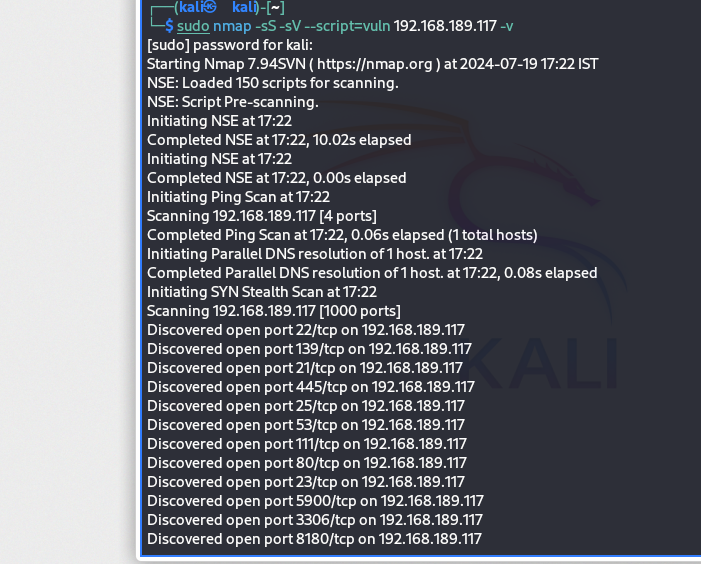 ┌──(kali㉿kali)-[~]
└─$ sudo nmap -sS -sV --script=vuln 192.168.189.117 -v
[sudo] password for kali:
Starting Nmap 7.94SVN ( https://nmap.org ) at 2024-07-19 17:22 IST
NSE: Loaded 150 scripts for scanning.
NSE: Script Pre-scanning.
Initiating NSE at 17:22
Completed NSE at 17:22, 10.02s elapsed
Initiating NSE at 17:22
Completed NSE at 17:22, 0.00s elapsed
Initiating Ping Scan at 17:22
Scanning 192.168.189.117 [4 ports]
Completed Ping Scan at 17:22, 0.06s elapsed (1 total hosts)
Initiating Parallel DNS resolution of 1 host. at 17:22
Completed Parallel DNS resolution of 1 host. at 17:22, 0.08s elapsed
Initiating SYN Stealth Scan at 17:22
Scanning 192.168.189.117 [1000 ports]
Discovered open port 22/tcp on 192.168.189.117
Discovered open port 139/tcp on 192.168.189.117
Discovered open port 21/tcp on 192.168.189.117
Discovered open port 445/tcp on 192.168.189.117
Discovered open port 25/tcp on 192.168.189.117
Discovered open port 53/tcp on 192.168.189.117
Discovered open port 111/tcp on 192.168.189.117
Discovered open port 80/tcp on 192.168.189.117
Discovered open port 23/tcp on 192.168.189.117
Discovered open port 5900/tcp on 192.168.189.117
Discovered open port 3306/tcp on 192.168.189.117
Discovered open port 8180/tcp on 192.168.189.117
KALI